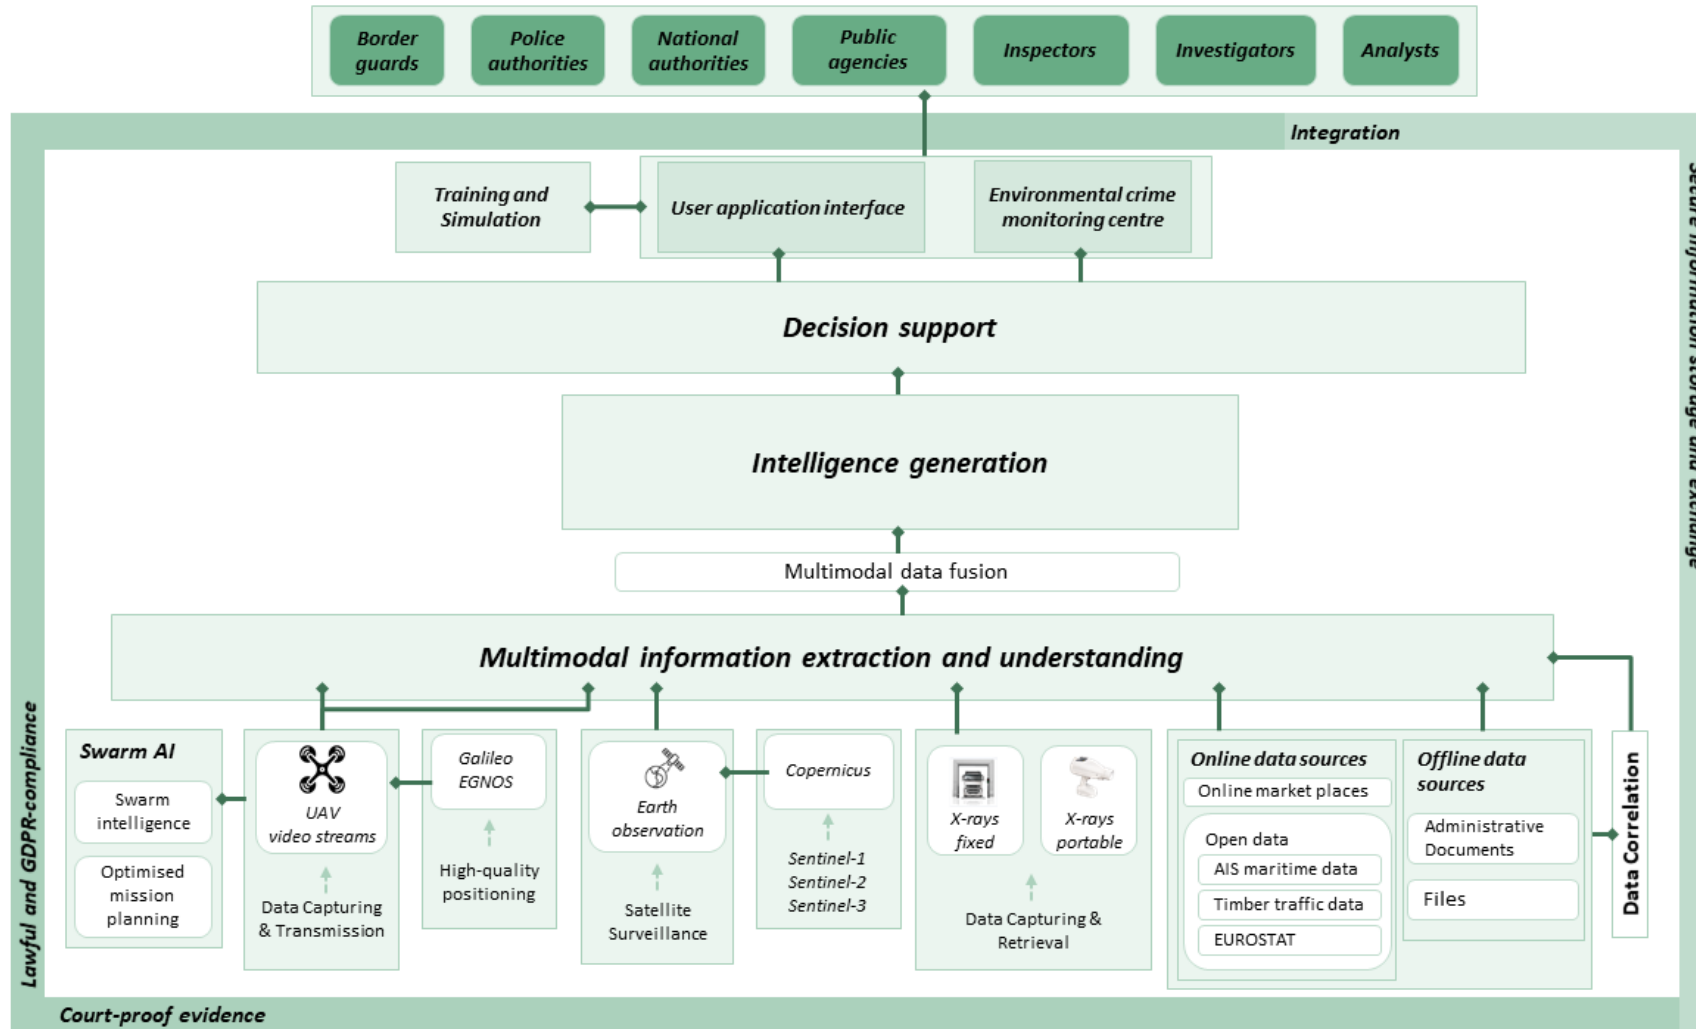 Border
guards
Police
authorities
National
authorities
Public
agencies
Inspectors
Investigators
Analysts
Integration
Training and
Simulation
User application interface
Environmental crime
monitoring centre
Secure information storage and exchange
Decision support
Intelligence generation
Multimodal data fusion
Multimodal information extraction and understanding
Lawful and GDPR-compliance
Swarm AI
Swarm
intelligence
Optimised
mission
planning
UAV
video streams
Data Capturing
& Transmission
Galileo
EGNOS
High-quality
positioning
Earth
observation
Satellite
Surveillance
Copernicus
Sentinel-1
Sentinel-2
Sentinel-3
X-rays
fixed
X-rays
portable
Data Capturing &
Retrieval
Online data sources
Online market places
Open data
AIS maritime data
Timber traffic data
EUROSTAT
Offline data
sources
Administrative
Documents
Files
Data Correlation
Court-proof evidence